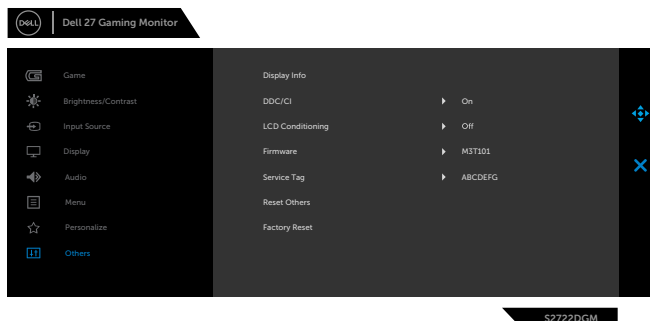 DELL Dell 27 Gaming Monitor
Game Display Info
Brightness/Contrast DDC/CI On
Input Source LCD Conditioning Off
Display Firmware M3T101
Audio Service Tag ABCDEFG
Menu Reset Others
Personalize Factory Reset
Others
S2722DGM